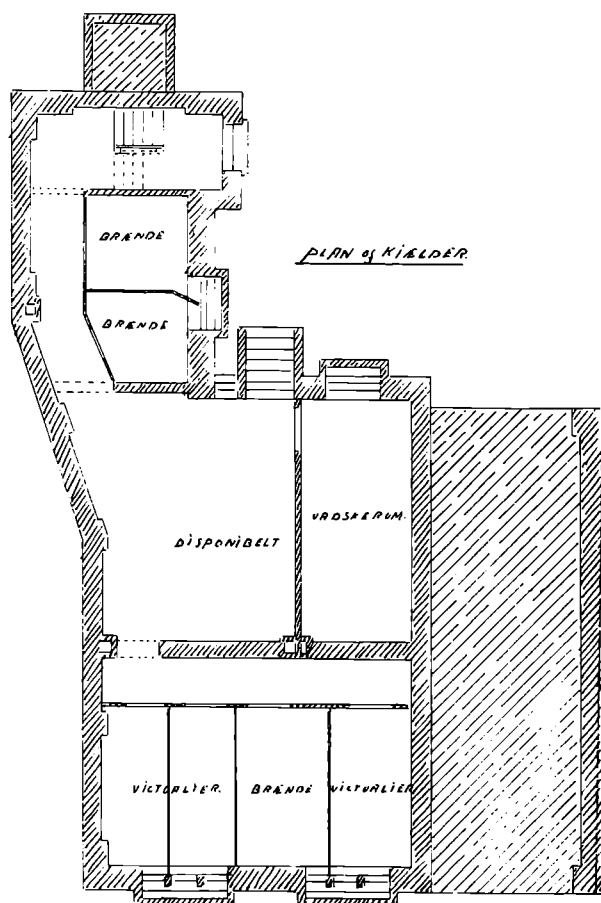 BRÆNDE
PLAN of KIÆLDER.
BRÆNDE
VADSKERUM.
DISPONIBELT
VICTUALIER.
BRÆNDE
VICTUALIER